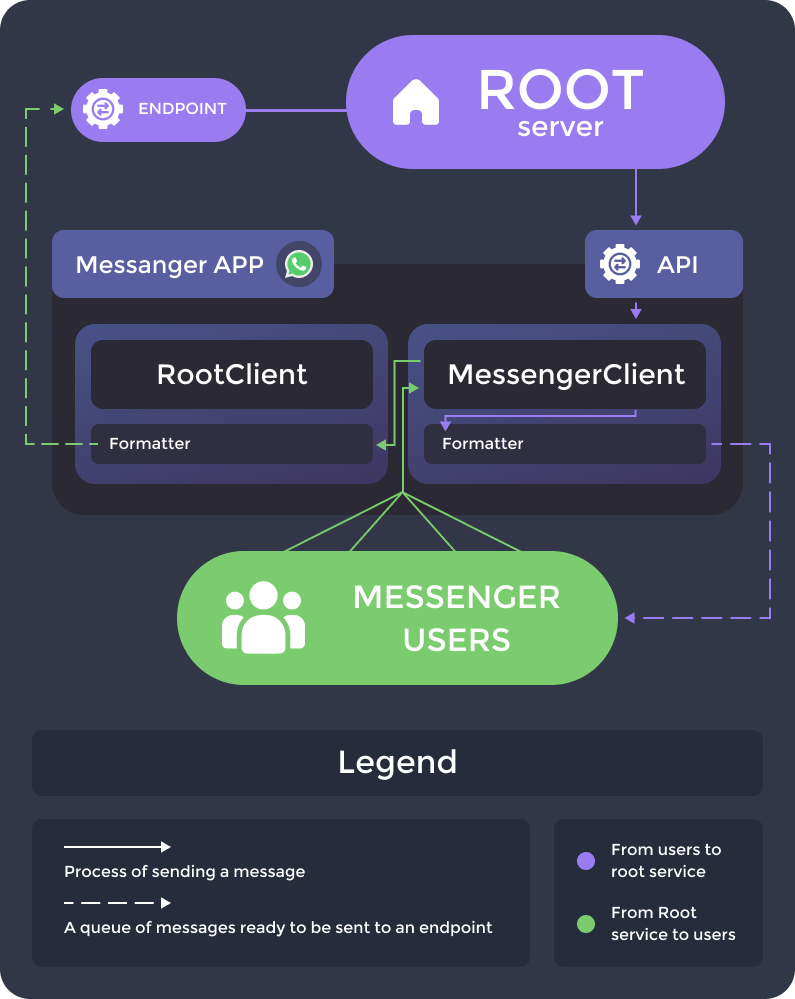 ENDPOINT
ROOT
server
Messanger APP
API
RootClient
MessengerClient
Formatter
Formatter
MESSENGER
USERS
Legend
Process of sending a message
A queue of messages ready to be sent to an endpoint
From users to
root service
From Root
service to users